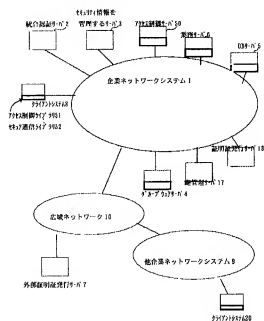 セキュリティ情報を
管理するサーバ3
統合認証サーバ2
アクセス制御サーバ50
業務サーバ6
DBサーバ5
企業ネットワークシステム1
クライアントシステム8
アクセス制御ライブラリ51
セキュア通信ライブラリ52
証明証発行サーバ18
鍵管理サーバ17
グループウェアサーバ4
広域ネットワーク10
他企業ネットワークシステム9
外部証明証発行サーバ7
クライアントシステム20